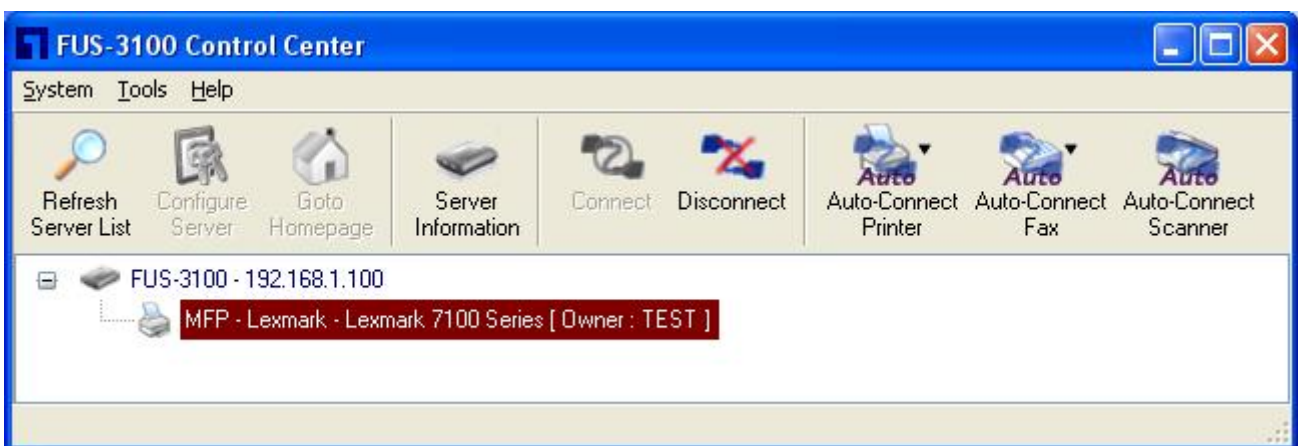 FUS-3100 Control Center
System Tools Help
Refresh Server List
Configure Server
Goto Homepage
Server Information
Connect
Disconnect
Auto
Auto-Connect Printer
Auto
Auto-Connect Fax
Auto
Auto-Connect Scanner
FUS-3100 - 192.168.1.100
MFP - Lexmark - Lexmark 7100 Series [ Owner : TEST ]